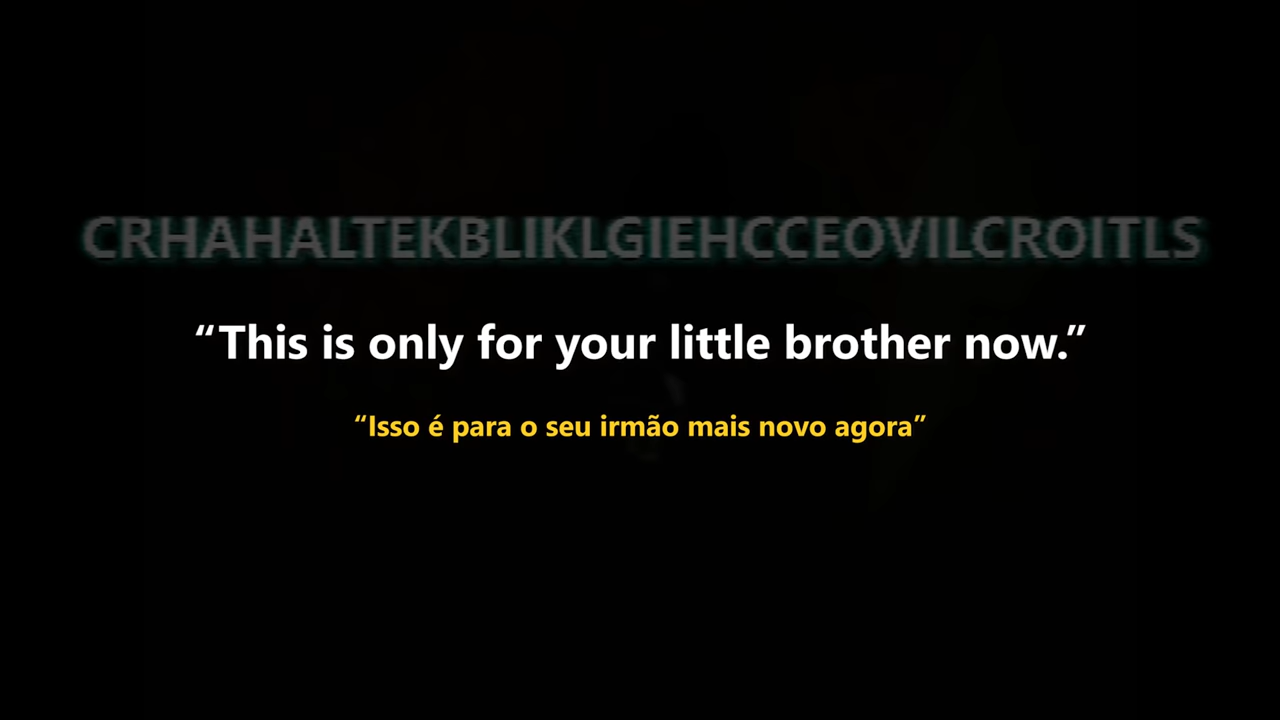 CRHAHALTEKBLIKLGIEHCCEOVILCROITLS
“This is only for your little brother now.”
“Isso é para o seu irmão mais novo agora”